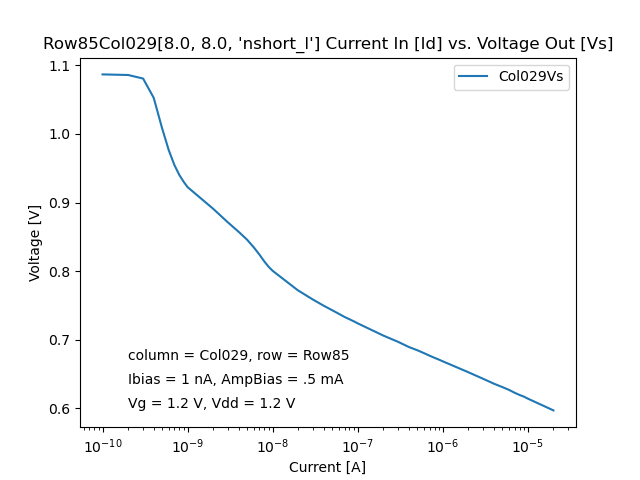 Row85Col029[8.0, 8.0, 'nshort_l'] Current In [Id] vs. Voltage Out [Vs]
Col029Vs
1.1
1.0
0.9
0.8
0.7
0.6
Voltage [V]
column = Col029, row = Row85
Ibias = 1 nA, AmpBias = .5 mA
Vg = 1.2 V, Vdd = 1.2 V
10⁻¹⁰ 10⁻⁹ 10⁻⁸ 10⁻⁷ 10⁻⁶ 10⁻⁵
Current [A]